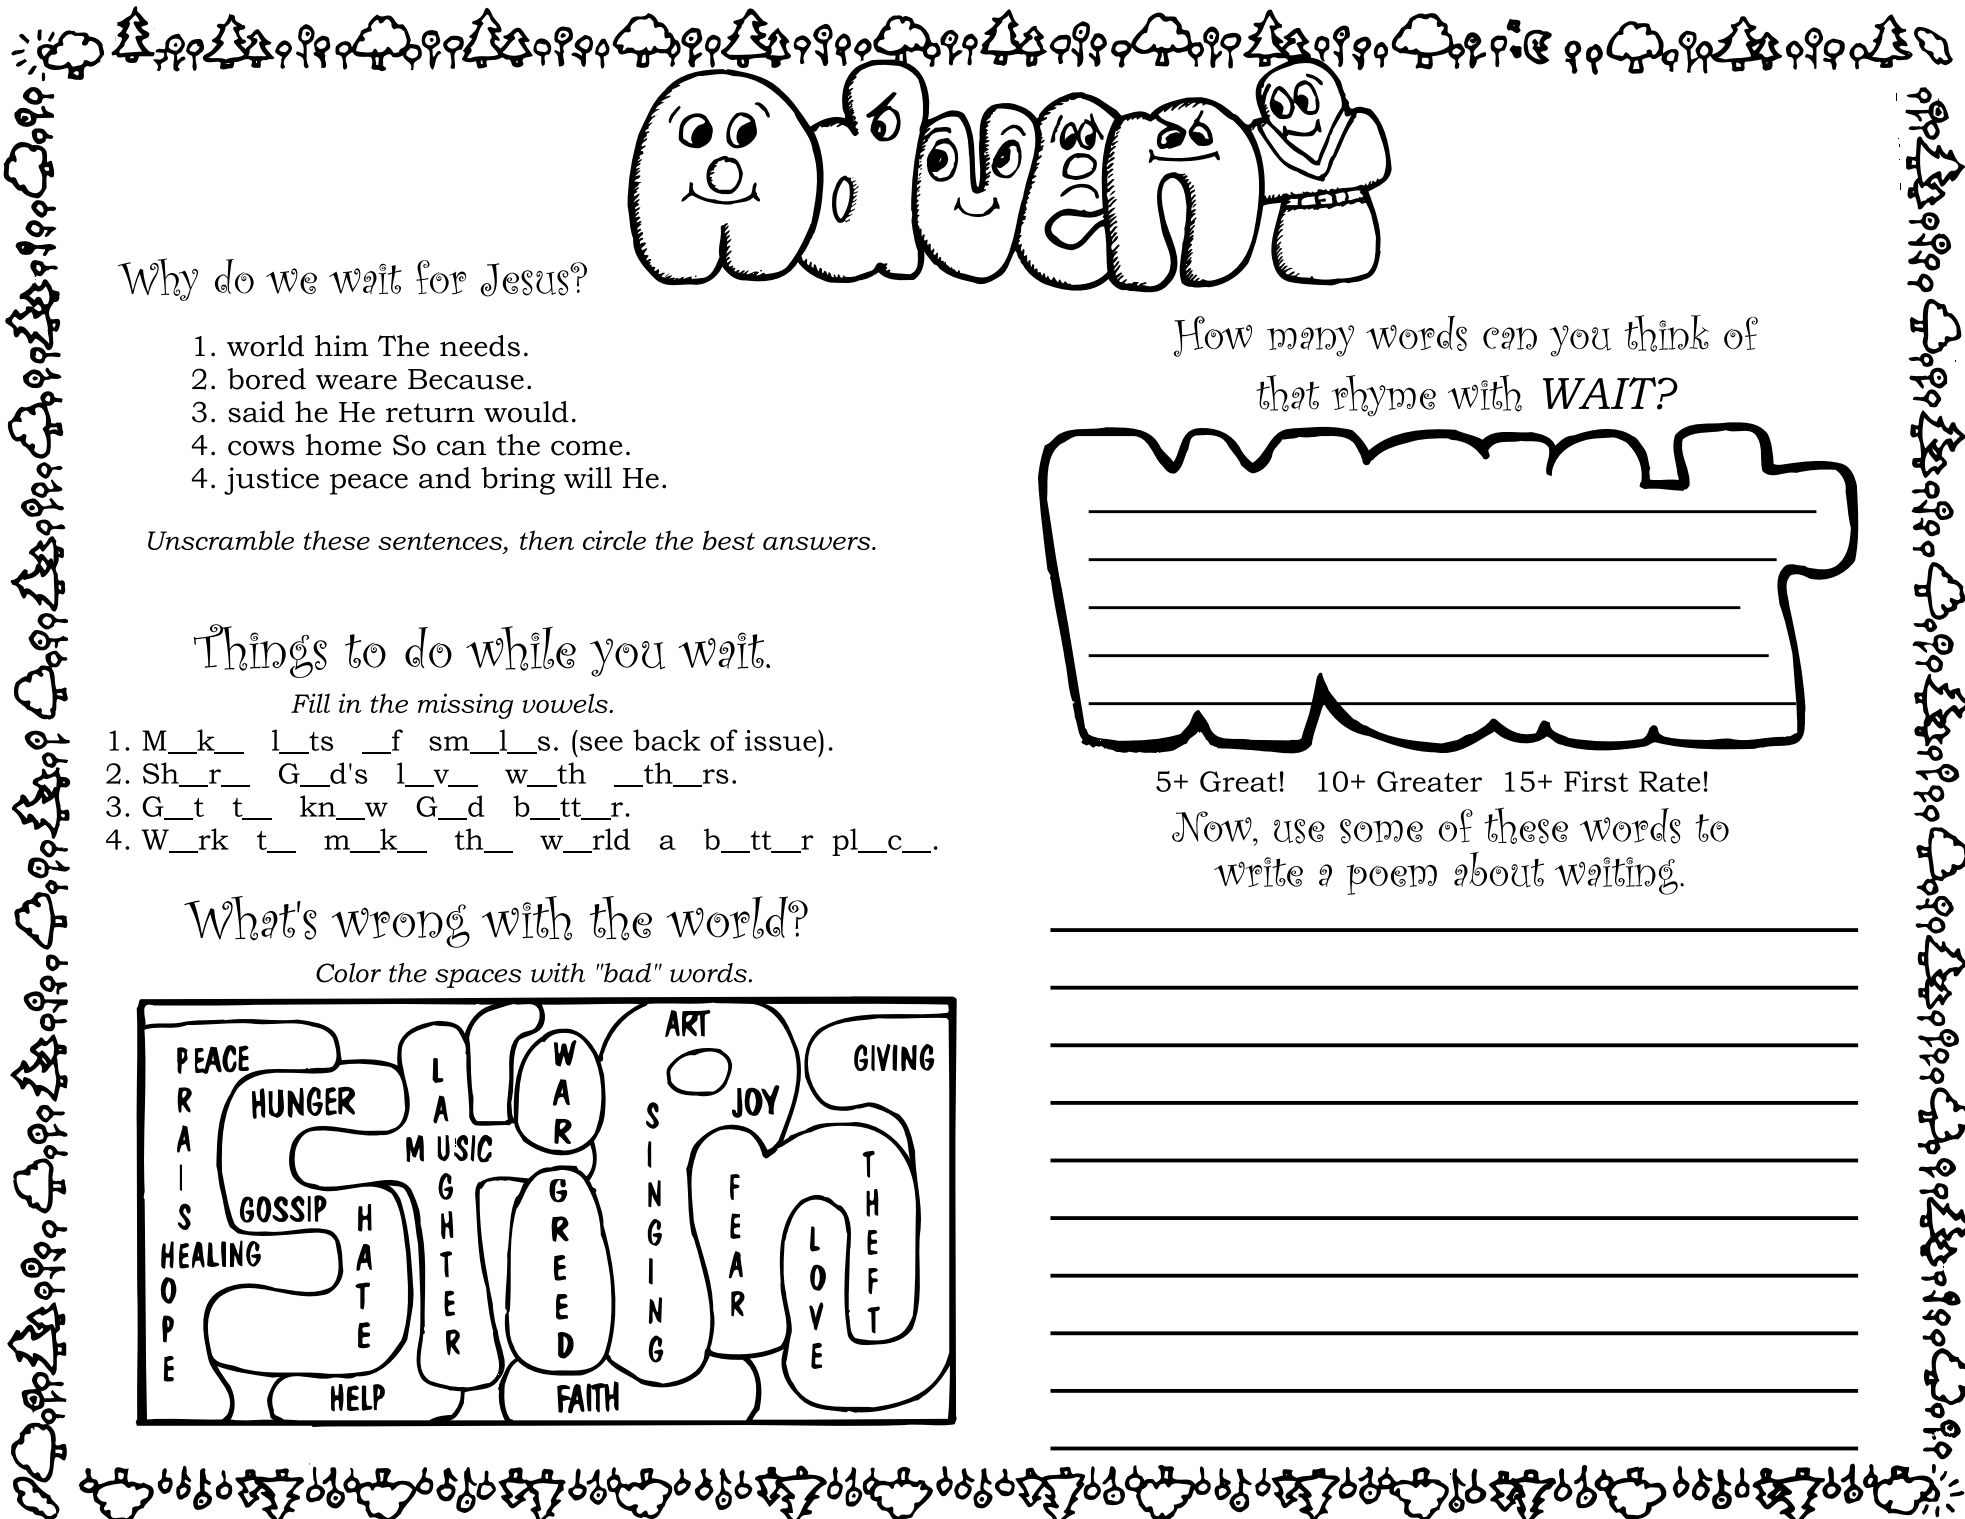 Advent
Why do we wait for Jesus?
1. world him The needs.
2. bored weare Because.
3. said he He return would.
4. cows home So can the come.
4. justice peace and bring will He.
Unscramble these sentences, then circle the best answers.
Things to do while you wait.
Fill in the missing vowels.
1. M__k__ l__ts __f sm__l__s. (see back of issue).
2. Sh__r__ G__d's l__v__ w__th __th__rs.
3. G__t t__ kn__w G__d b__tt__r.
4. W__rk t__ m__k__ th__ w__rld a b__tt__r pl__c__.
What's wrong with the world?
Color the spaces with "bad" words.
PEACE
PRAISE
HUNGER
LAUGHTER
MUSIC
WAR
ART
JOY
GIVING
SINGING
GOSSIP
HATE
HEALING
HOPE
GREED
FEAR
LOVE
THEFT
HELP
FAITH
How many words can you think of
that rhyme with WAIT?
5+ Great! 10+ Greater 15+ First Rate!
Now, use some of these words to
write a poem about waiting.